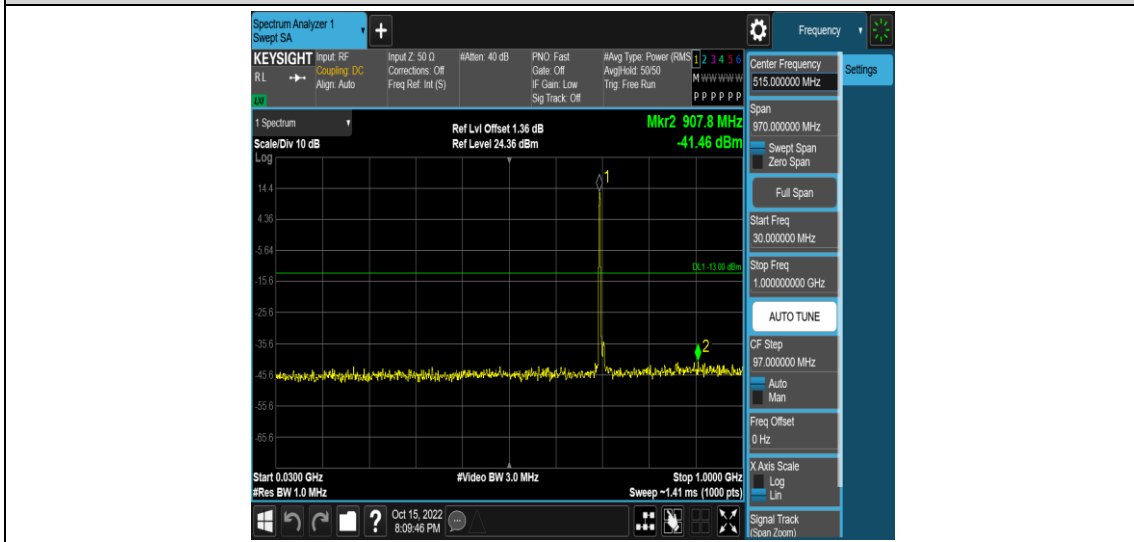 Spectrum Analyzer 1
Swept SA
+
Frequency
KEYSIGHT
RL
Input: RF
Coupling: DC
Align: Auto
Input Z: 50 Ω
Corrections: Off
Freq Ref: Int (S)
#Atten: 40 dB
PNO: Fast
Gate: Off
IF Gain: Low
Sig Track: Off
#Avg Type: Power (RMS
Avg|Hold: 50/50
Trig: Free Run
1 2 3 4 5 6
M W W W W W
P P P P P P
1 Spectrum
Scale/Div 10 dB
Log
Ref Lvl Offset 1.36 dB
Ref Level 24.36 dBm
Mkr2 907.8 MHz
-41.46 dBm
1
14.4
4.36
-5.64
DL1 -13.00 dBm
-15.6
-25.6
-35.6
2
-45.6
-55.6
-65.6
Start 0.0300 GHz
#Res BW 1.0 MHz
#Video BW 3.0 MHz
Stop 1.0000 GHz
Sweep ~1.41 ms (1000 pts)
Center Frequency
515.000000 MHz
Settings
Span
970.000000 MHz
Swept Span
Zero Span
Full Span
Start Freq
30.000000 MHz
Stop Freq
1.000000000 GHz
AUTO TUNE
CF Step
97.000000 MHz
Auto
Man
Freq Offset
0 Hz
X Axis Scale
Log
Lin
Signal Track
(Span Zoom)
?
Oct 15, 2022
8:09:46 PM